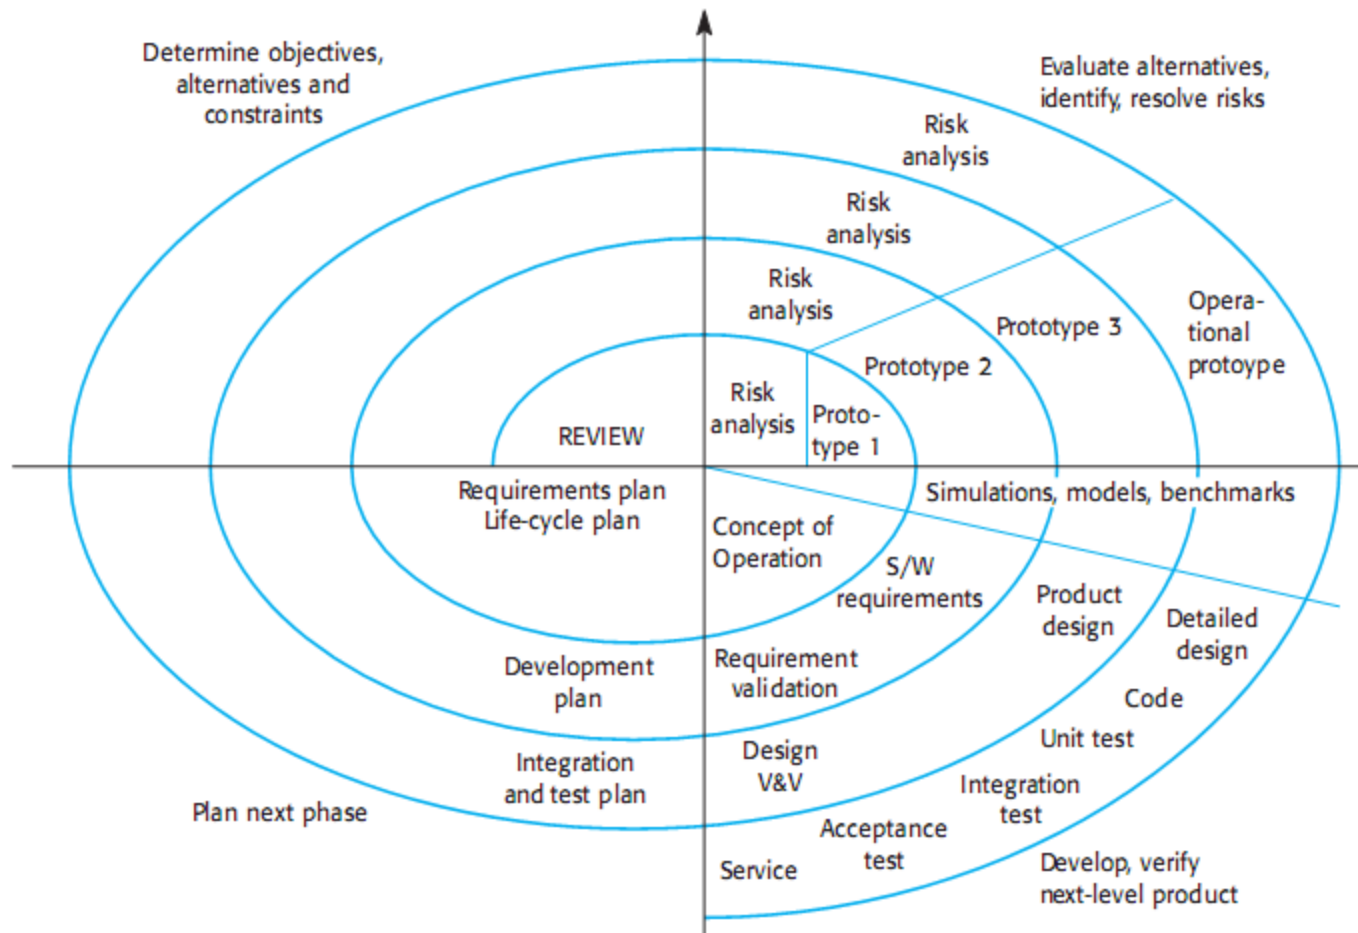 Determine objectives,
alternatives and
constraints
Evaluate alternatives,
identify, resolve risks
Risk
analysis
Risk
analysis
Risk
analysis
Risk
analysis
Proto-
type 1
Prototype 2
Prototype 3
Opera-
tional
protoype
REVIEW
Requirements plan
Life-cycle plan
Simulations, models, benchmarks
Concept of
Operation
S/W
requirements
Product
design
Detailed
design
Development
plan
Requirement
validation
Code
Unit test
Integration
and test plan
Design
V&V
Integration
test
Plan next phase
Acceptance
test
Service
Develop, verify
next-level product